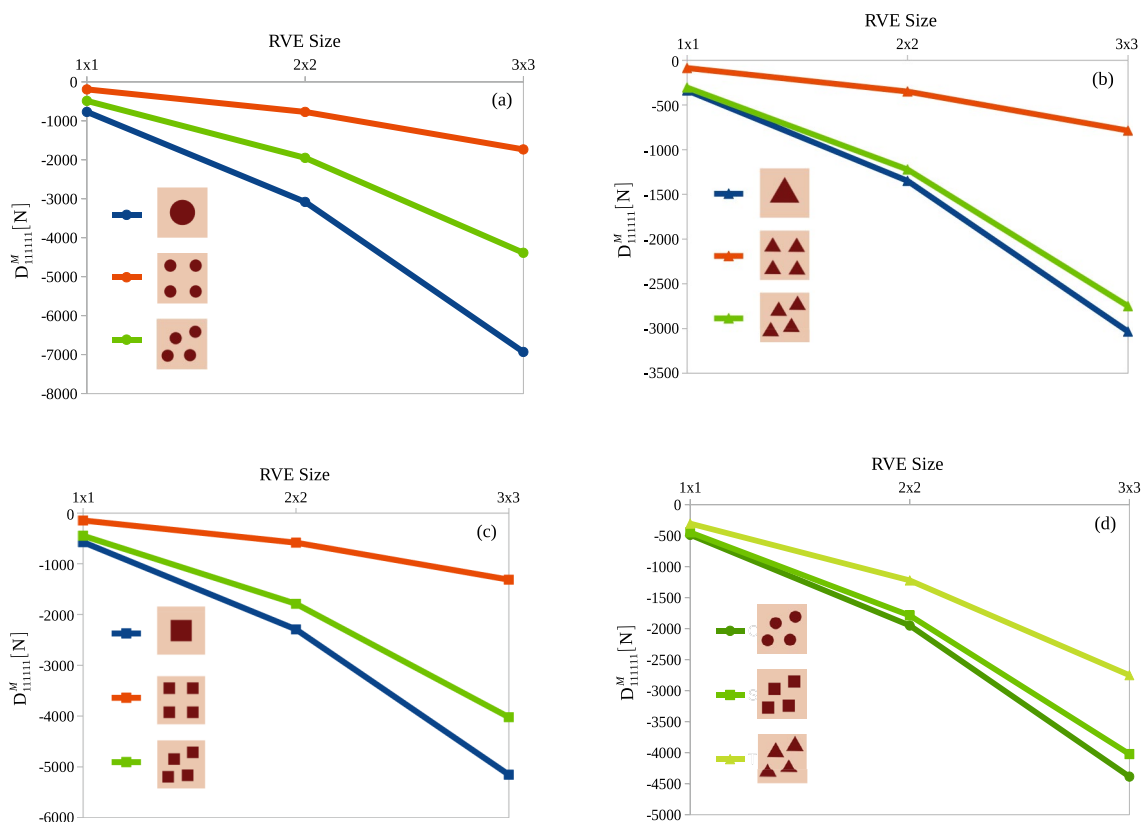 RVE Size
1x1 2x2 3x3
0
-1000
-2000
-3000
-4000
-5000
-6000
-7000
-8000
D^M_111111[N]
(a)
RVE Size
1x1 2x2 3x3
0
-500
-1000
-1500
-2000
-2500
-3000
-3500
D^M_111111[N]
(b)
RVE Size
1x1 2x2 3x3
0
-1000
-2000
-3000
-4000
-5000
-6000
D^M_111111[N]
(c)
RVE Size
1x1 2x2 3x3
0
-500
-1000
-1500
-2000
-2500
-3000
-3500
-4000
-4500
-5000
D^M_111111[N]
(d)